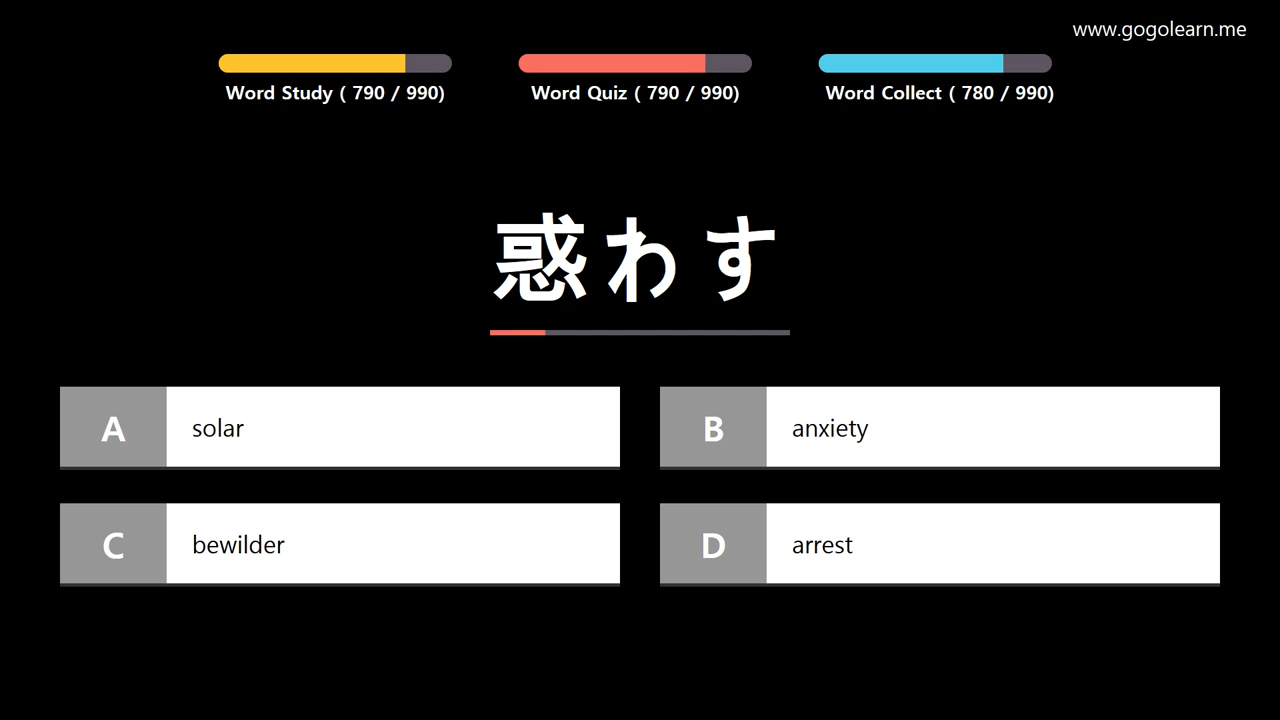 www.gogolearn.me
Word Study ( 790 / 990)
Word Quiz ( 790 / 990)
Word Collect ( 780 / 990)
惑わす
A solar
B anxiety
C bewilder
D arrest